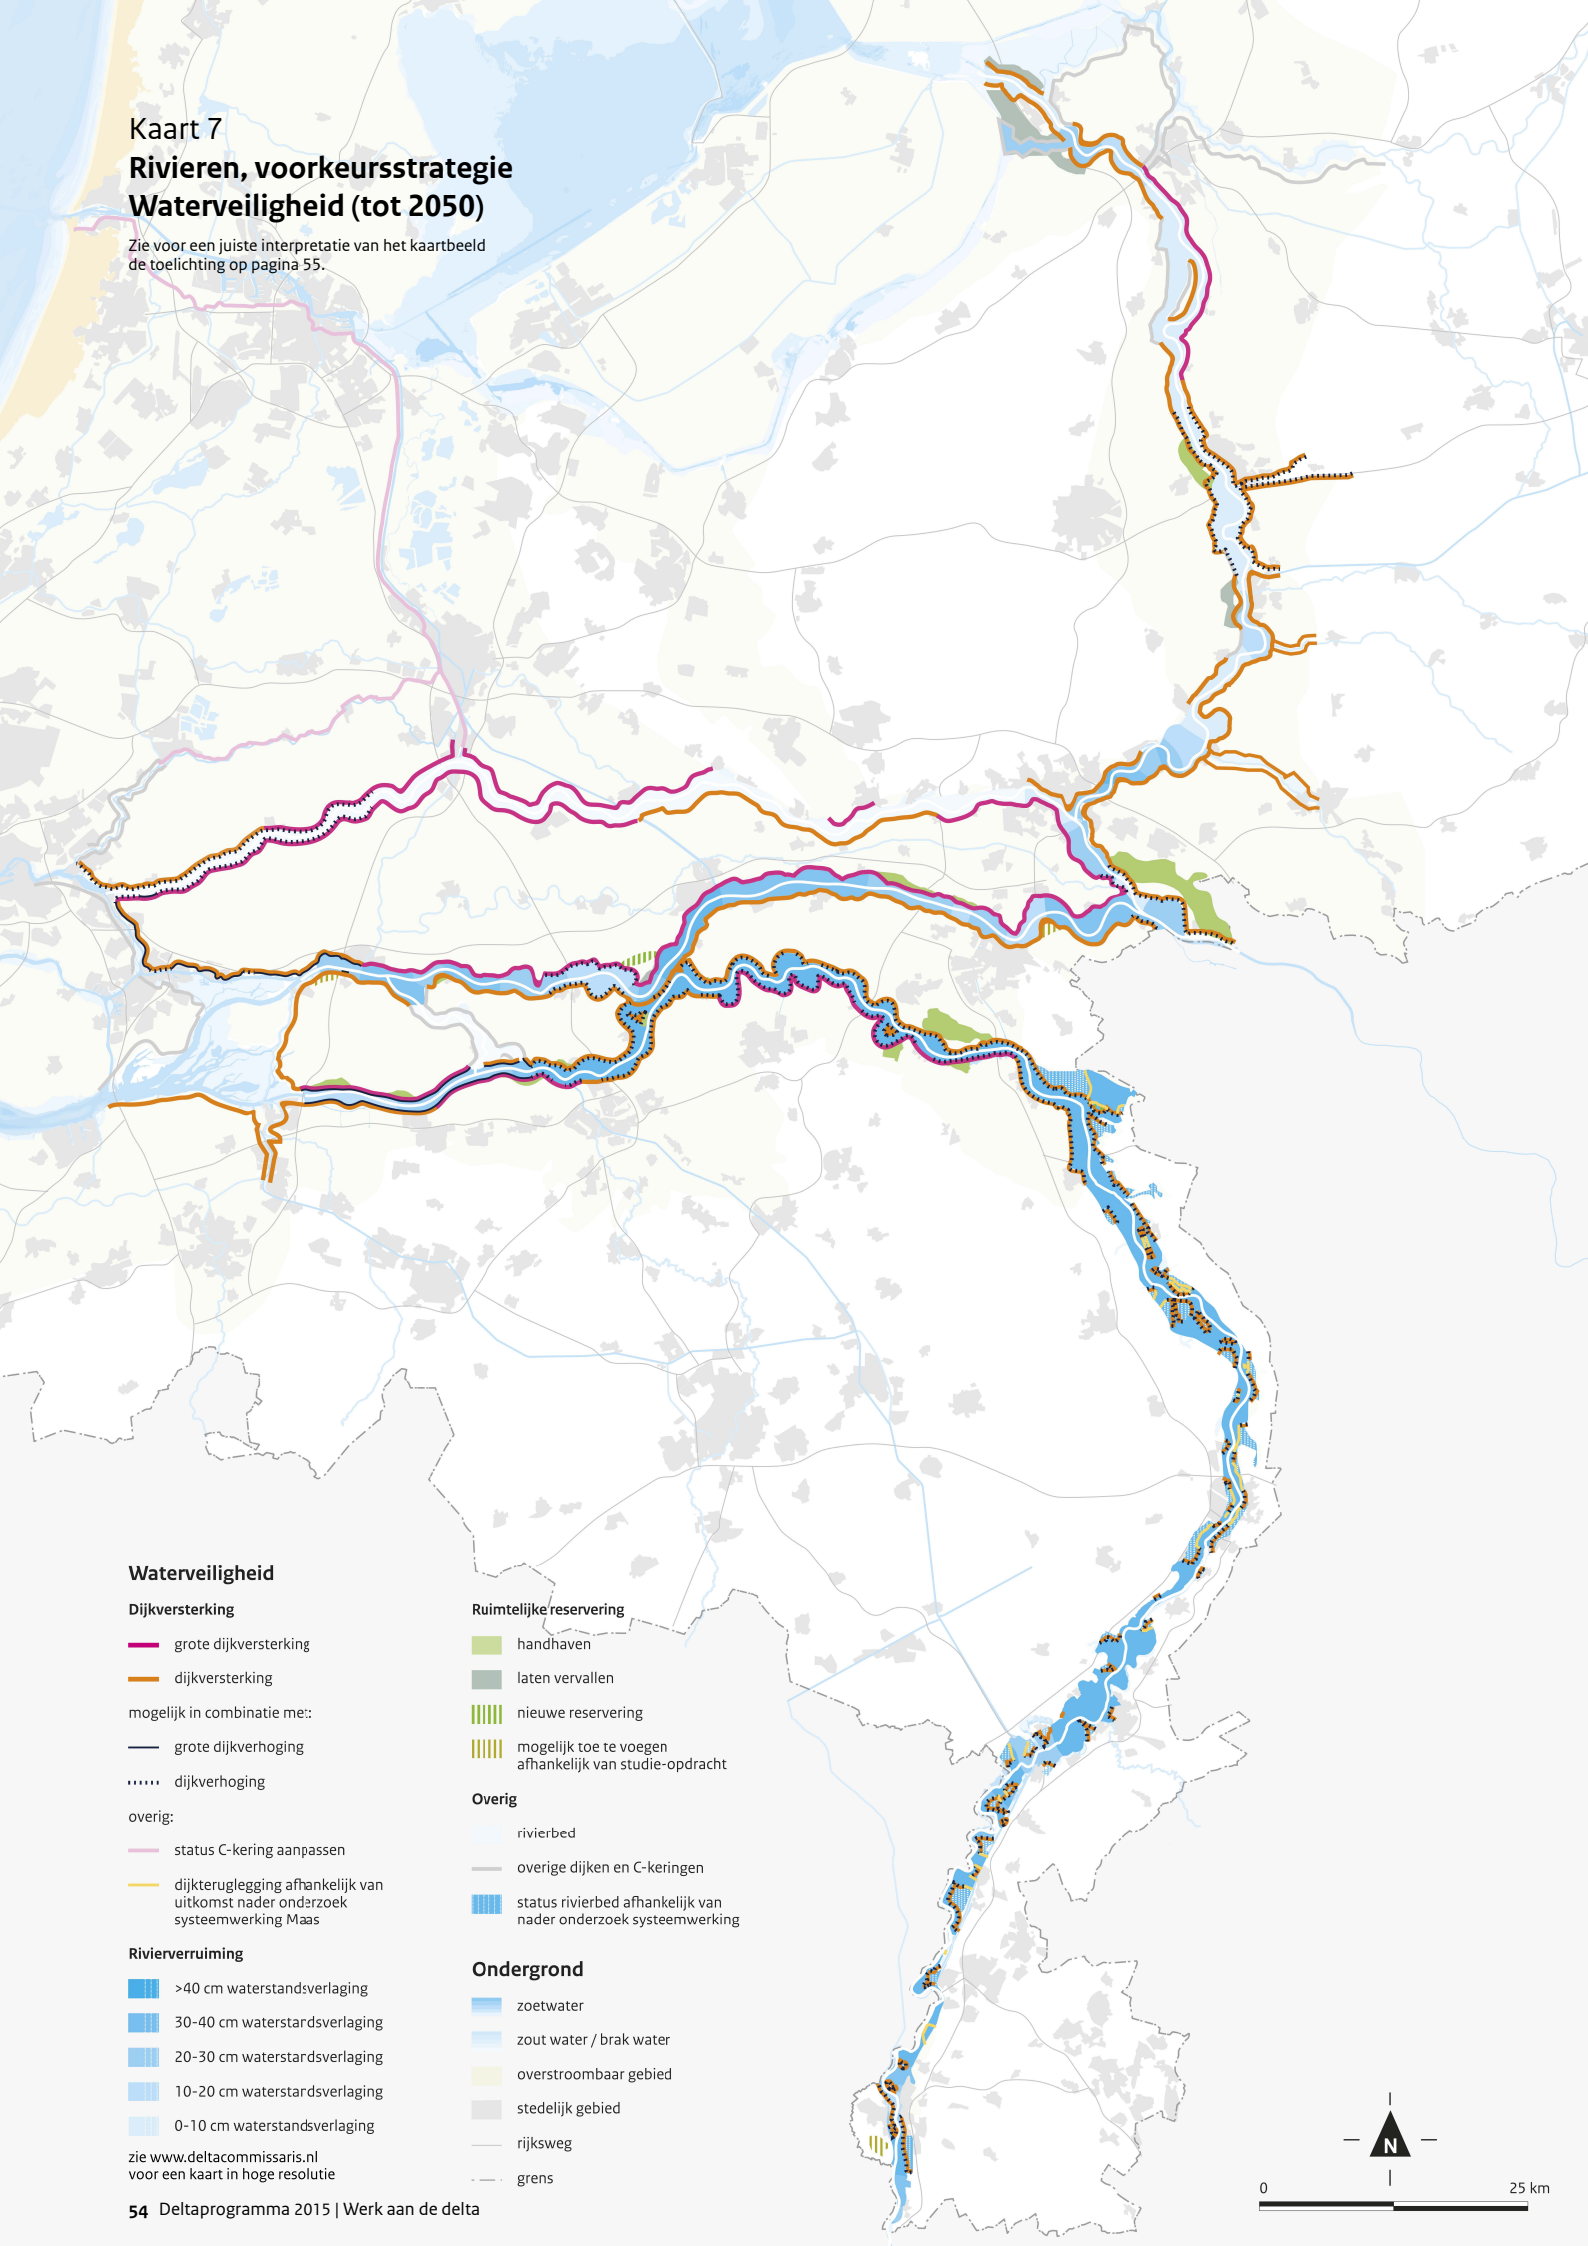 Kaart 7
Rivieren, voorkeursstrategie
Waterveiligheid (tot 2050)
Zie voor een juiste interpretatie van het kaartbeeld
de toelichting op pagina 55.
Waterveiligheid
Dijkversterking
grote dijkversterking
dijkversterking
mogelijk in combinatie met:
grote dijkverhoging
dijkverhoging
overig:
status C-kering aanpassen
dijkteruglegging afhankelijk van
uitkomst nader onderzoek
systeemwerking Maas
Rivierverruiming
>40 cm waterstandsverlaging
30-40 cm waterstandsverlaging
20-30 cm waterstandsverlaging
10-20 cm waterstandsverlaging
0-10 cm waterstandsverlaging
zie www.deltacommissaris.nl
voor een kaart in hoge resolutie
Ruimtelijke reservering
handhaven
laten vervallen
nieuwe reservering
mogelijk toe te voegen
afhankelijk van studie-opdracht
Overig
rivierbed
overige dijken en C-keringen
status rivierbed afhankelijk van
nader onderzoek systeemwerking
Ondergrond
zoetwater
zout water / brak water
overstroombaar gebied
stedelijk gebied
rijksweg
grens
N
0 25 km
54 Deltaprogramma 2015 | Werk aan de delta